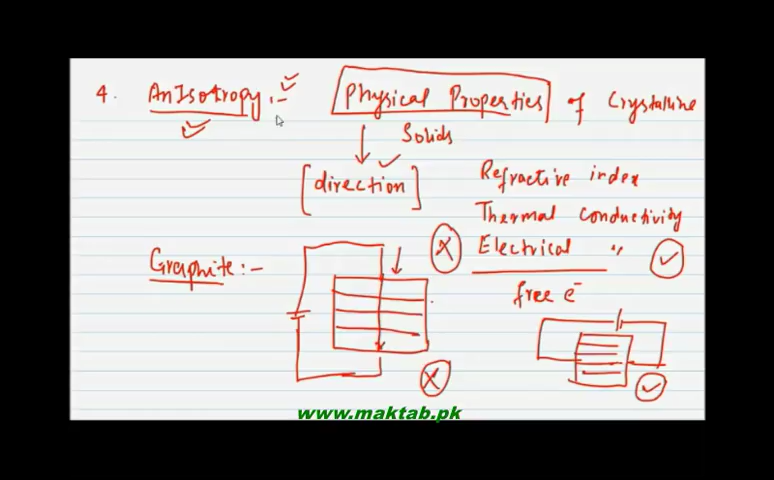 4. AnIsotropy :- Physical Properties of Crystalline
Solids
[direction]
Refractive index
Thermal conductivity
Electrical "
free e⁻
Graphite :-
www.maktab.pk